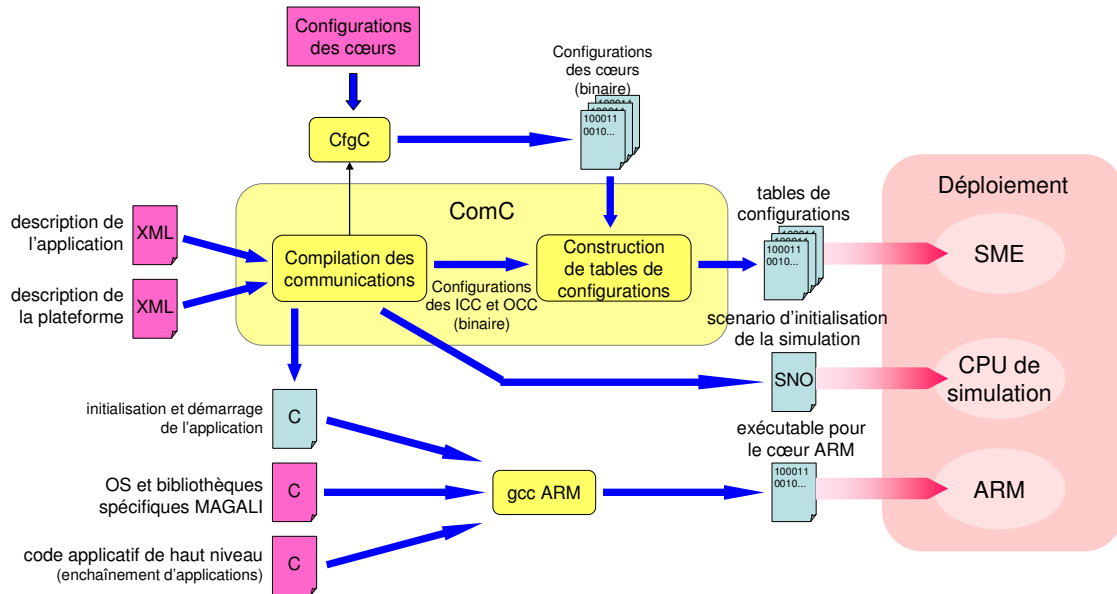 Configurations
des cœurs
Configurations
des cœurs
(binaire)
100011
100011
100011
0010...
CfgC
ComC
description de
l'application
XML
description de
la plateforme
XML
Compilation des
communications
Configurations
des ICC et OCC
(binaire)
Construction
de tables de
configurations
tables de
configurations
100011
100011
100011
0010...
Déploiement
SME
scenario d'initialisation
de la simulation
SNO
CPU de
simulation
initialisation et démarrage
de l'application
C
OS et bibliothèques
spécifiques MAGALI
C
code applicatif de haut niveau
(enchaînement d'applications)
C
gcc ARM
exécutable pour
le cœur ARM
100011
0010...
ARM